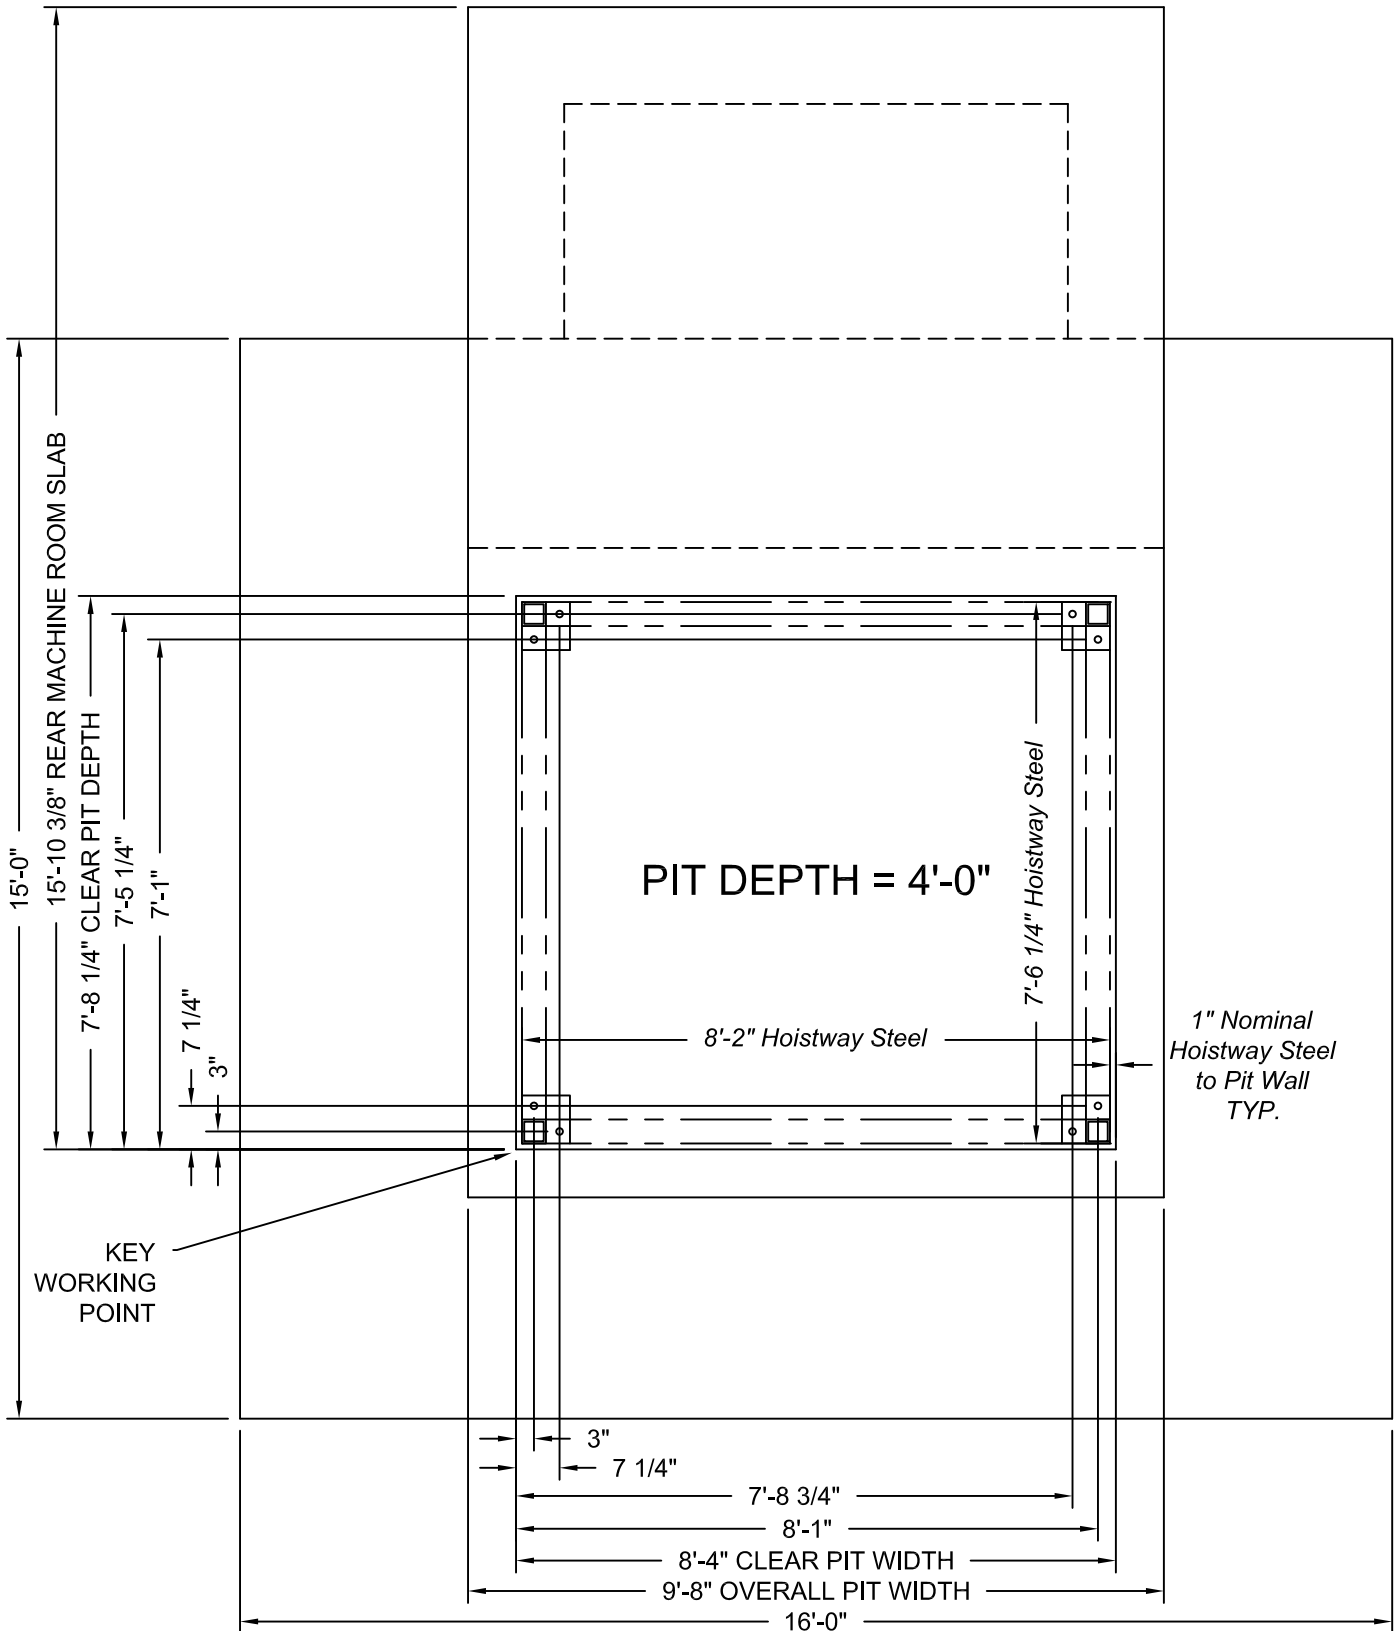 15'-0"
15'-10 3/8" REAR MACHINE ROOM SLAB
7'-8 1/4" CLEAR PIT DEPTH
7'-5 1/4"
7'-1"
7 1/4"
3"
PIT DEPTH = 4'-0"
7'-6 1/4" Hoistway Steel
8'-2" Hoistway Steel
1" Nominal
Hoistway Steel
to Pit Wall
TYP.
KEY
WORKING
POINT
3"
7 1/4"
7'-8 3/4"
8'-1"
8'-4" CLEAR PIT WIDTH
9'-8" OVERALL PIT WIDTH
16'-0"